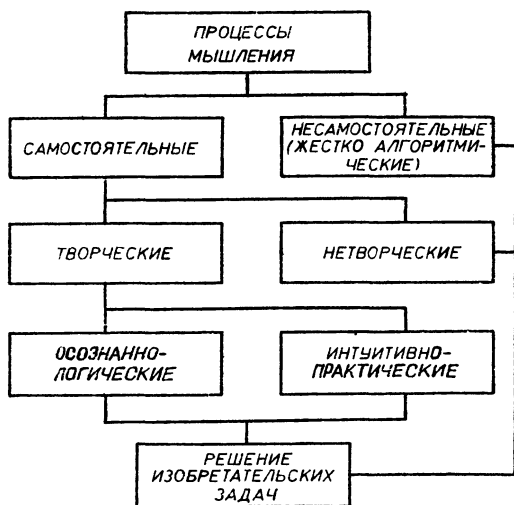 ПРОЦЕССЫ
МЫШЛЕНИЯ
САМОСТОЯТЕЛЬНЫЕ
НЕСАМОСТОЯТЕЛЬНЫЕ
(ЖЕСТКО АЛГОРИТМИ-
ЧЕСКИЕ)
ТВОРЧЕСКИЕ
НЕТВОРЧЕСКИЕ
ОСОЗНАННО-
ЛОГИЧЕСКИЕ
ИНТУИТИВНО-
ПРАКТИЧЕСКИЕ
РЕШЕНИЕ
ИЗОБРЕТАТЕЛЬСКИХ
ЗАДАЧ